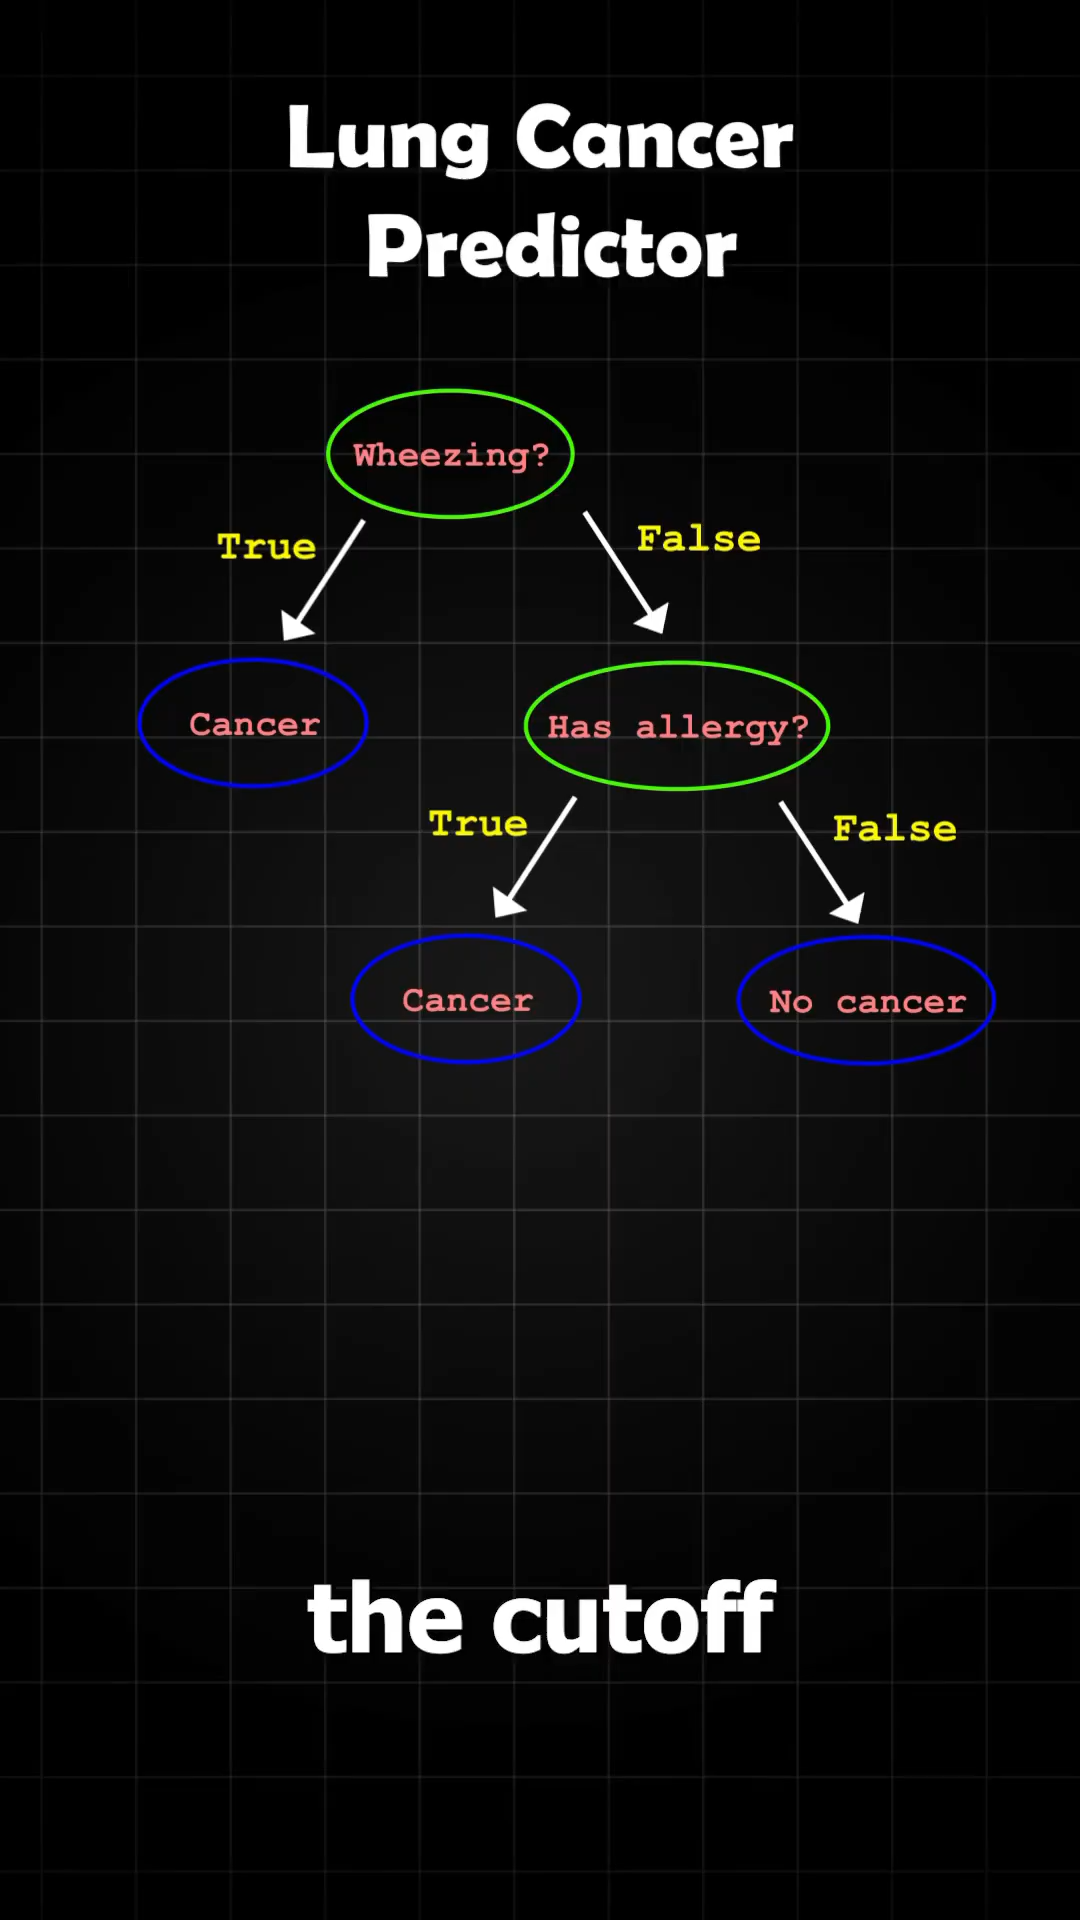 Lung Cancer
Predictor
Wheezing?
True
False
Cancer
Has allergy?
True
False
Cancer
No cancer
the cutoff